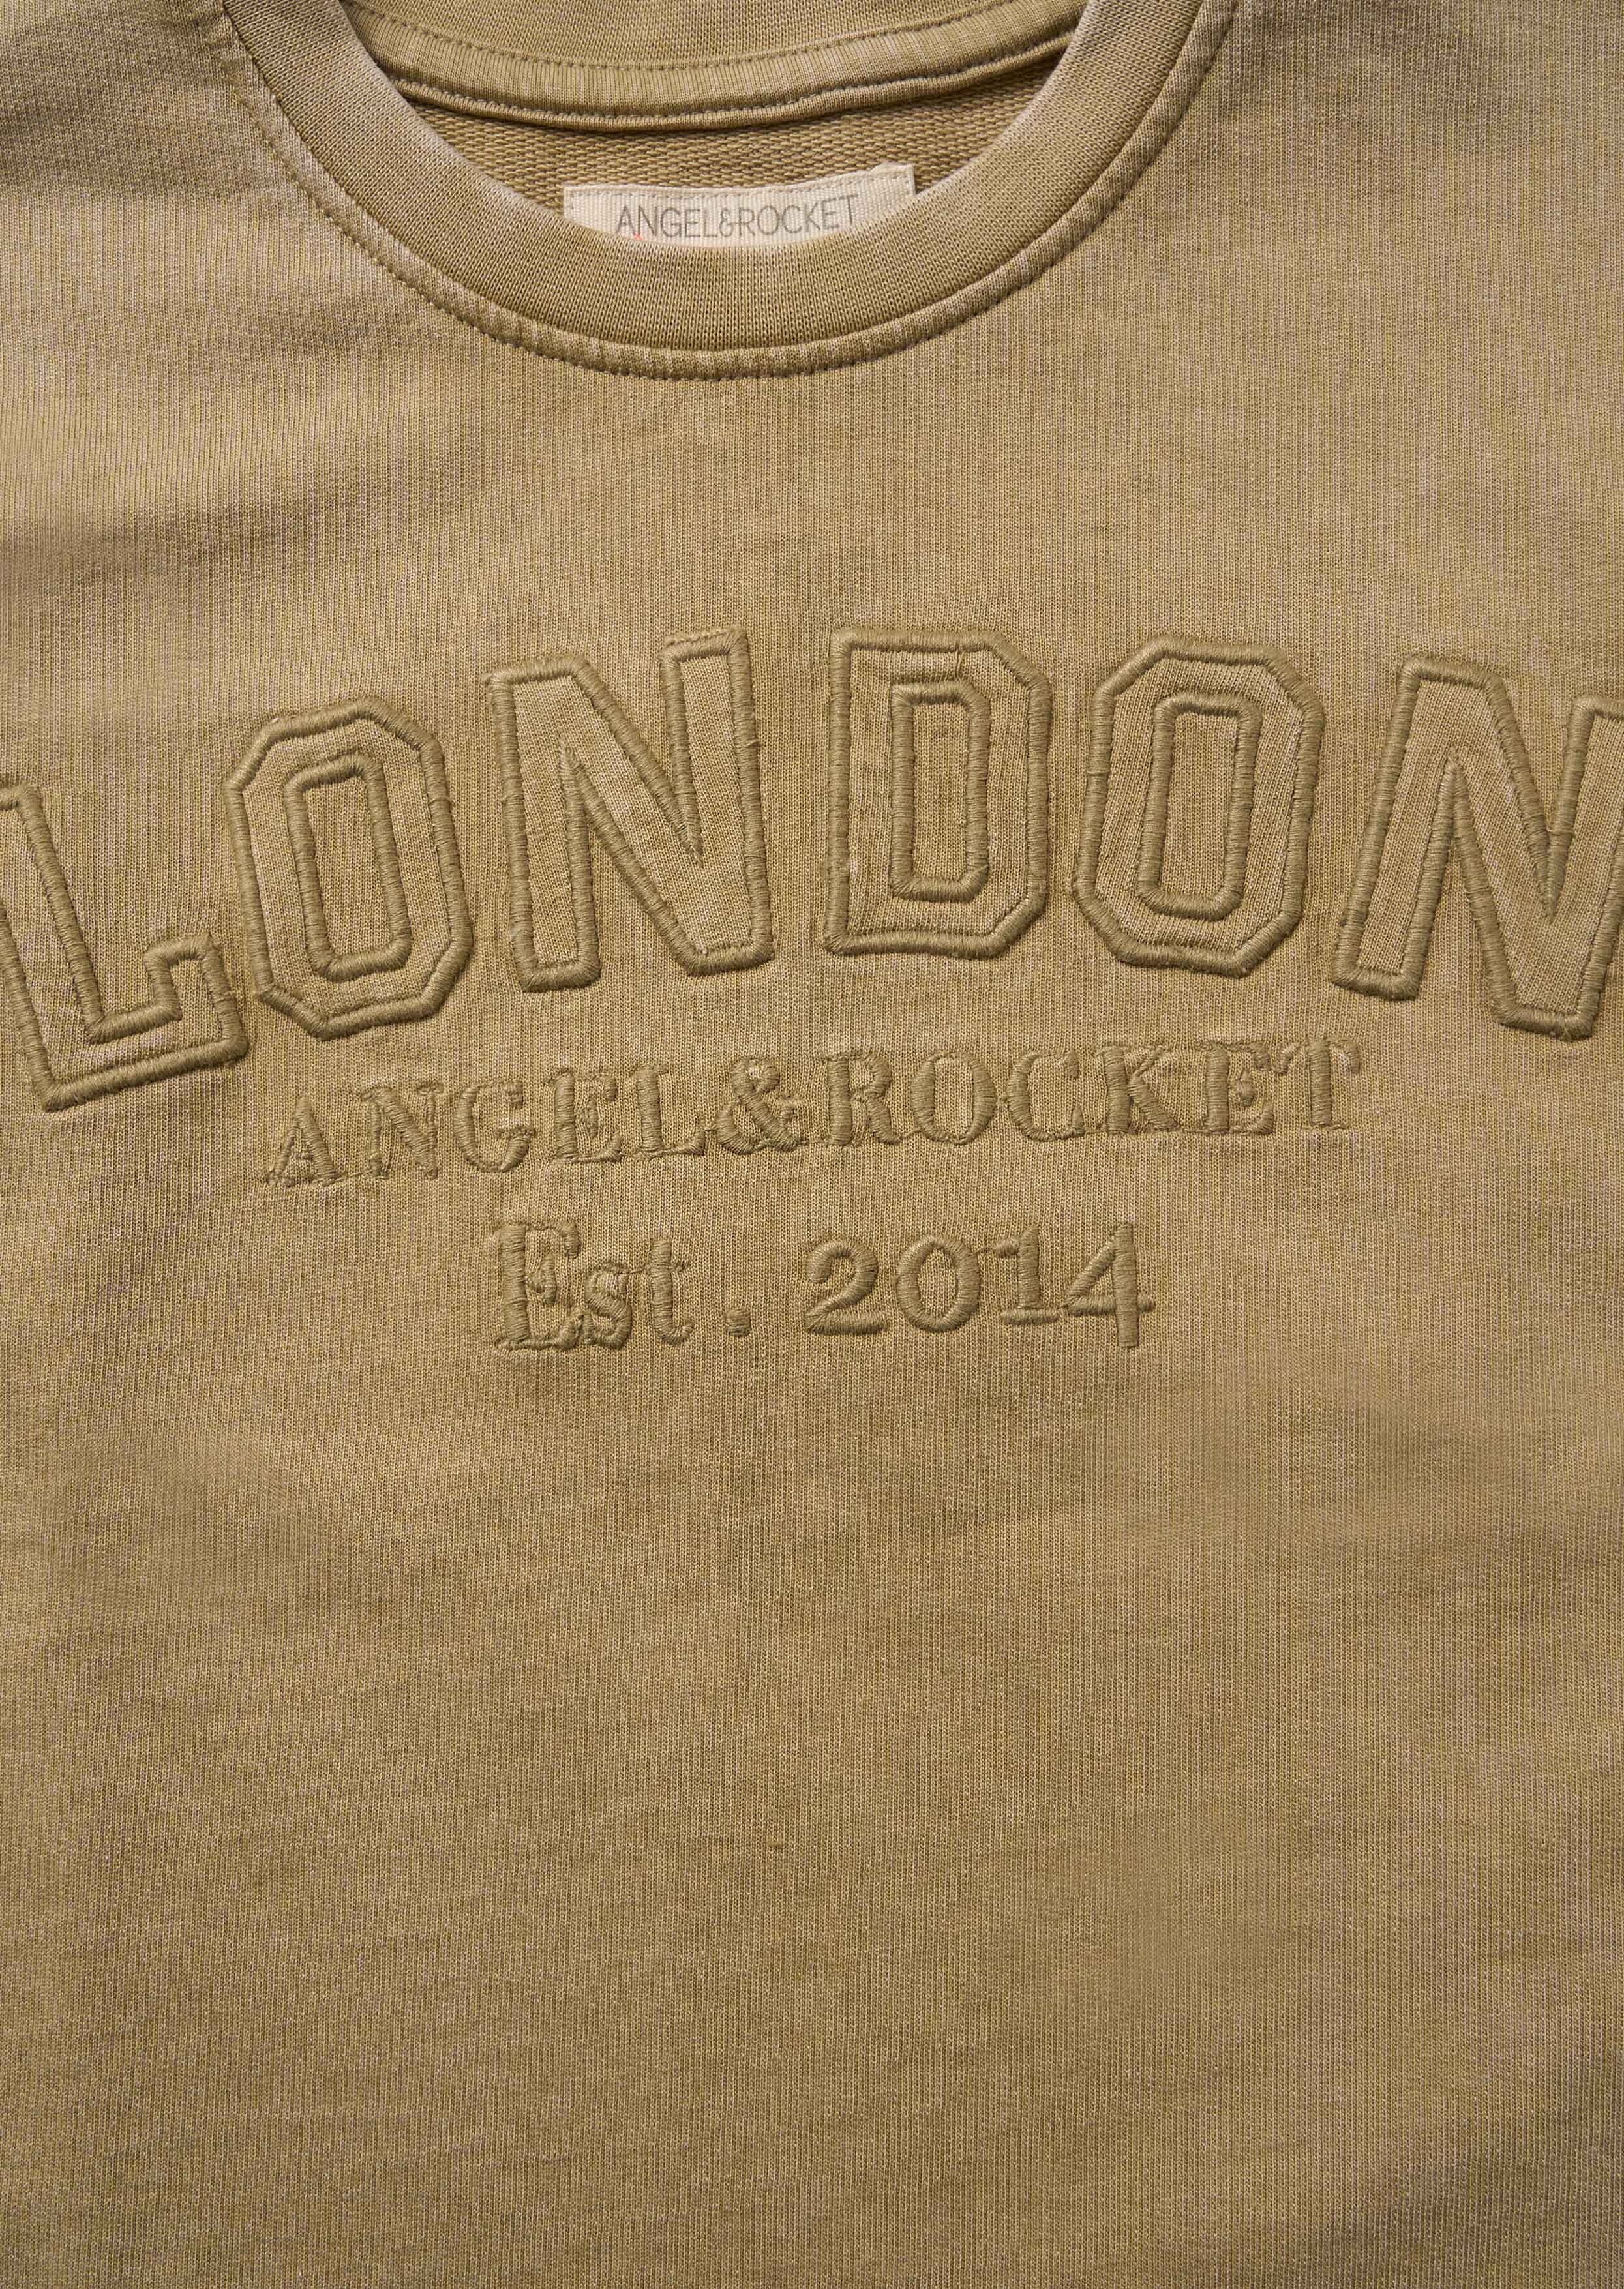 ANGEL&ROCKET
LONDON
ANGEL&ROCKET
Est. 2014